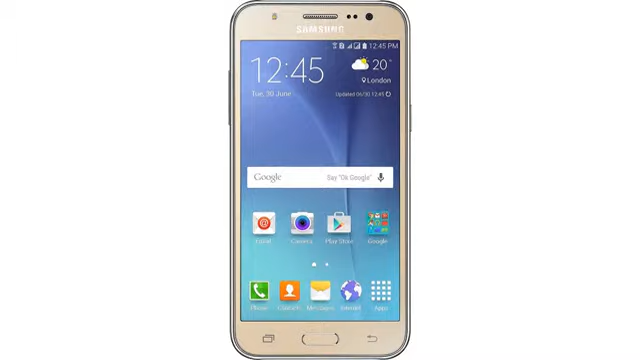 SAMSUNG
12:45 PM
12:45
20°
London
Tue, 30 June
Updated 06/30 12:45
Google
Say "Ok Google"
Email
Camera
Play Store
Google
Phone
Contacts
Messages
Internet
Apps